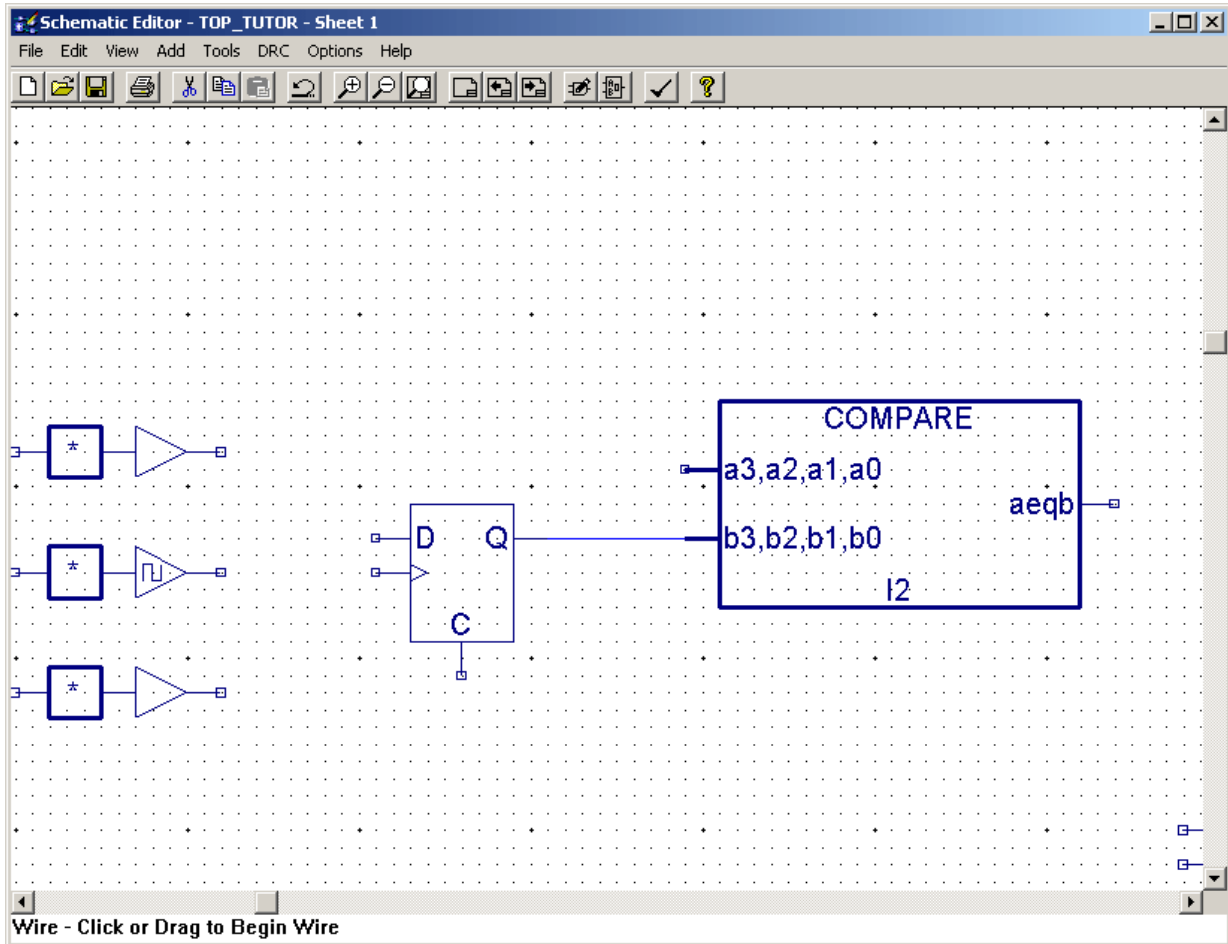 Schematic Editor - TOP_TUTOR - Sheet 1
File Edit View Add Tools DRC Options Help
COMPARE
a3,a2,a1,a0
aeqb
b3,b2,b1,b0
I2
D Q
C
*
*
*
Wire - Click or Drag to Begin Wire